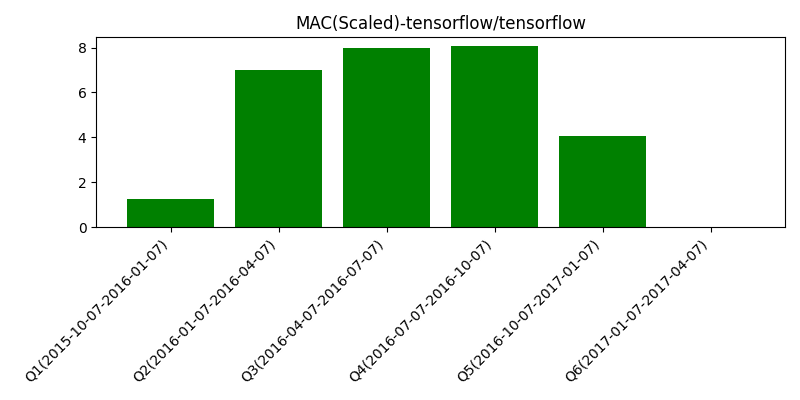 MAC(Scaled)-tensorflow/tensorflow
8
6
4
2
0
Q1(2015-10-07-2016-01-07)
Q2(2016-01-07-2016-04-07)
Q3(2016-04-07-2016-07-07)
Q4(2016-07-07-2016-10-07)
Q5(2016-10-07-2017-01-07)
Q6(2017-01-07-2017-04-07)